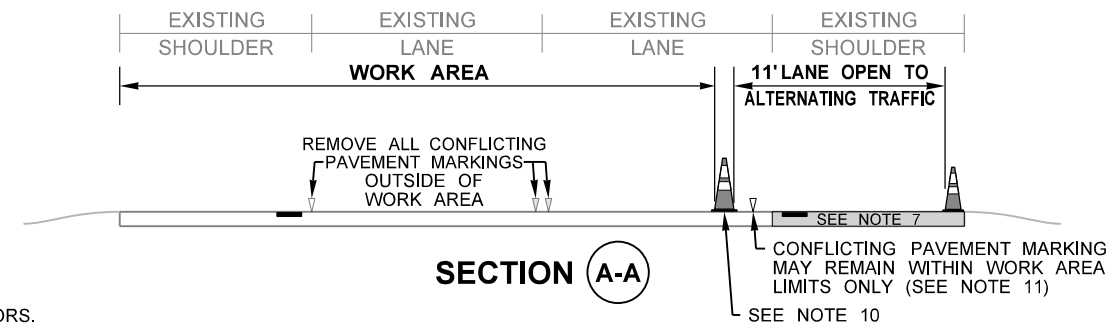 EXISTING EXISTING EXISTING EXISTING
SHOULDER LANE LANE SHOULDER
WORK AREA
11' LANE OPEN TO
ALTERNATING TRAFFIC
REMOVE ALL CONFLICTING
PAVEMENT MARKINGS
OUTSIDE OF
WORK AREA
SEE NOTE 7
SECTION A-A
CONFLICTING PAVEMENT MARKING
MAY REMAIN WITHIN WORK AREA
LIMITS ONLY (SEE NOTE 11)
SEE NOTE 10
ORS.